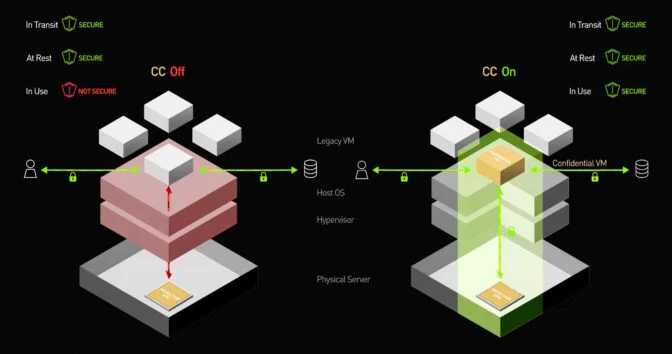 In Transit SECURE
At Rest SECURE
In Use NOT SECURE
CC Off
Legacy VM
Host OS
Hypervisor
Physical Server
In Transit SECURE
At Rest SECURE
In Use SECURE
CC On
Confidential VM